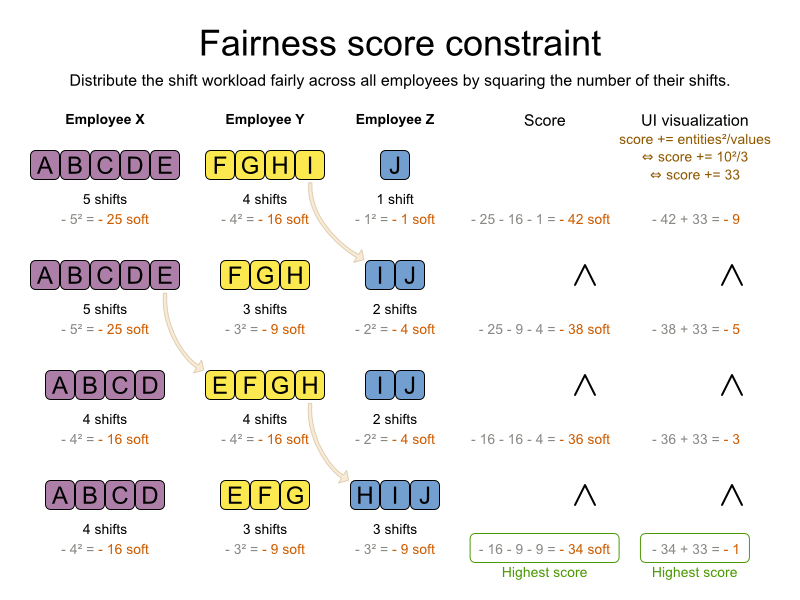 Fairness score constraint
Distribute the shift workload fairly across all employees by squaring the number of their shifts.
Employee X Employee Y Employee Z Score UI visualization
score += entities²/values
⇔ score += 10²/3
⇔ score += 33
A B C D E F G H I J
5 shifts 4 shifts 1 shift
- 5² = - 25 soft - 4² = - 16 soft - 1² = - 1 soft - 25 - 16 - 1 = - 42 soft - 42 + 33 = - 9
A B C D E F G H I J
5 shifts 3 shifts 2 shifts
- 5² = - 25 soft - 3² = - 9 soft - 2² = - 4 soft - 25 - 9 - 4 = - 38 soft - 38 + 33 = - 5
A B C D E F G H I J
4 shifts 4 shifts 2 shifts
- 4² = - 16 soft - 4² = - 16 soft - 2² = - 4 soft - 16 - 16 - 4 = - 36 soft - 36 + 33 = - 3
A B C D E F G H I J
4 shifts 3 shifts 3 shifts
- 4² = - 16 soft - 3² = - 9 soft - 3² = - 9 soft - 16 - 9 - 9 = - 34 soft - 34 + 33 = - 1
Highest score Highest score